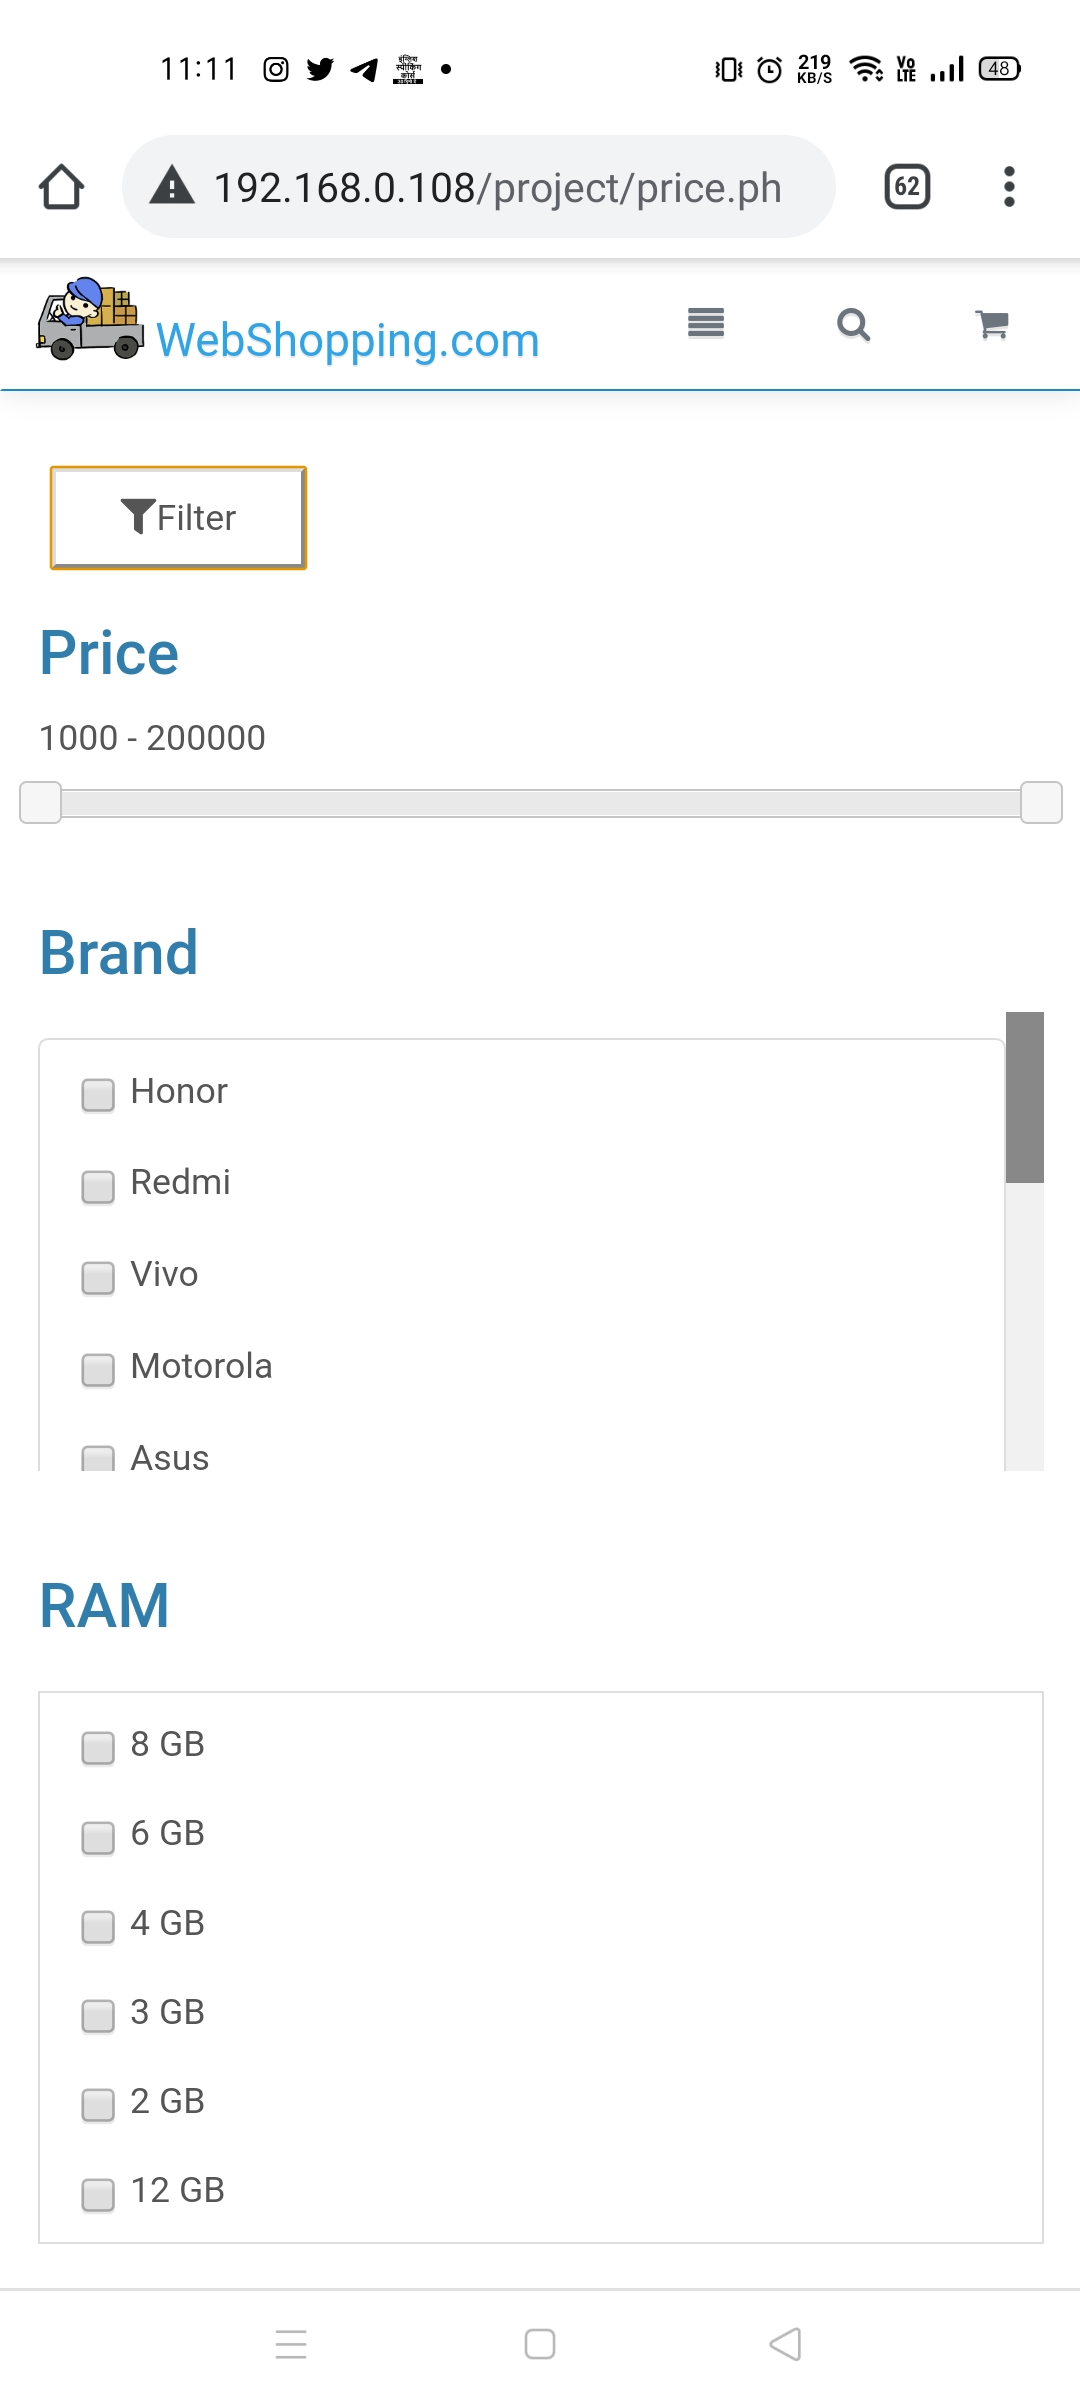 11:11 इंग्लिश स्पीकिंग कोर्स 219 KB/S Vo LTE 48
192.168.0.108/project/price.ph 62
WebShopping.com
Filter
Price
1000 - 200000
Brand
Honor
Redmi
Vivo
Motorola
Asus
RAM
8 GB
6 GB
4 GB
3 GB
2 GB
12 GB